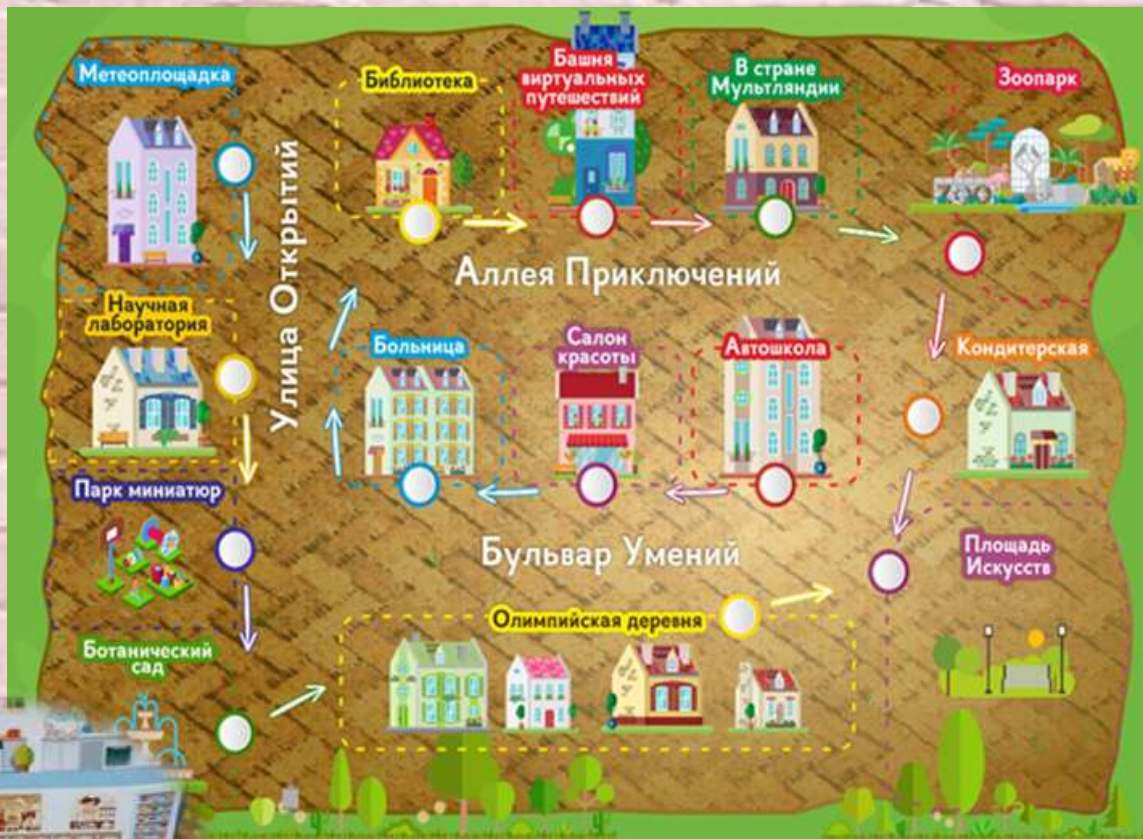 Метеоплощадка
Библиотека
Башня
виртуальных
путешествий
В стране
Мультляндии
Зоопарк
ZOO
Улица Открытий
Аллея Приключений
Научная
лаборатория
Больница
Салон
красоты
Автошкола
Кондитерская
Парк миниатюр
Бульвар Умений
Площадь
Искусств
Олимпийская деревня
Ботанический
сад